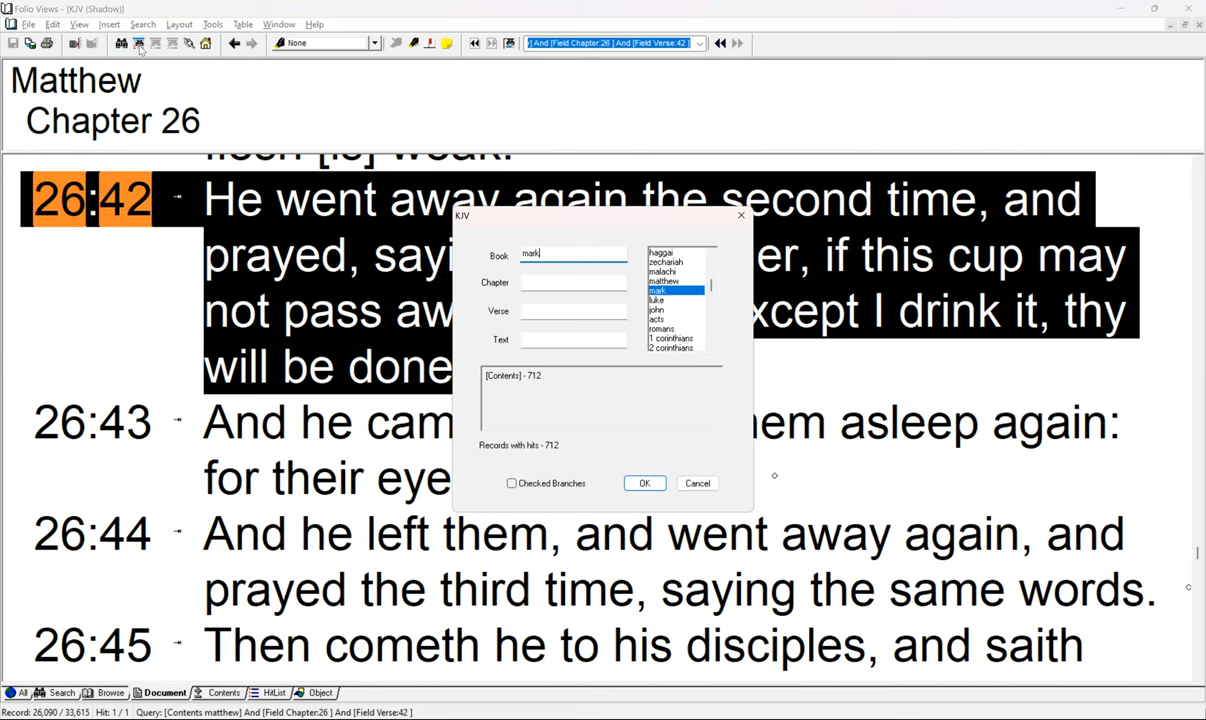 Folio Views - [KJV (Shadow)]
File Edit View Insert Search Layout Tools Table Window Help
None
] And [Field Chapter:26 ] And [Field Verse:42 ]
Matthew
Chapter 26
flesh [is] weak.
26:42 He went away again the second time, and
prayed, sayi er, if this cup may
not pass aw xcept I drink it, thy
will be done
26:43 And he cam em asleep again:
for their eye
26:44 And he left them, and went away again, and
prayed the third time, saying the same words.
26:45 Then cometh he to his disciples, and saith
KJV
Book mark
Chapter
Verse
Text
haggai
zechariah
malachi
matthew
mark
luke
john
acts
romans
1 corinthians
2 corinthians
[Contents] - 712
Records with hits - 712
Checked Branches OK Cancel
All Search Browse Document Contents HitList Object
Record: 26,090 / 33,615 Hit: 1 / 1 Query: [Contents matthew] And [Field Chapter:26 ] And [Field Verse:42 ]